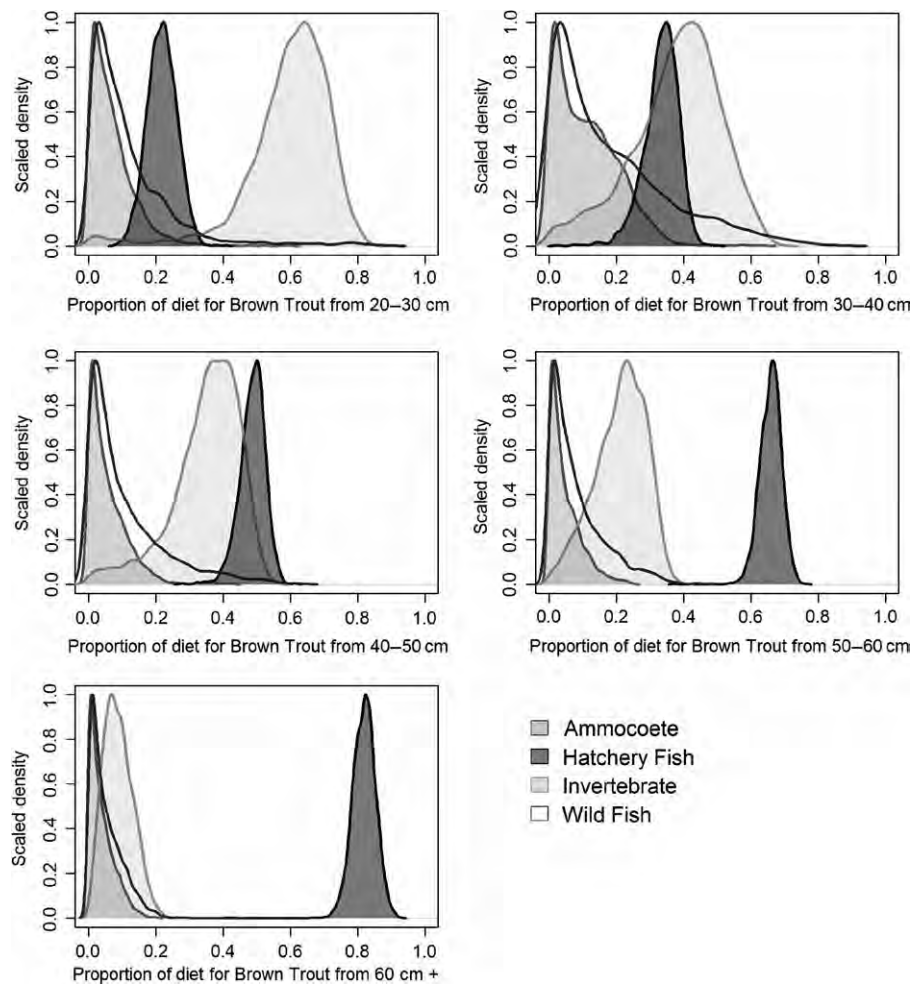 Scaled density
0.0 0.2 0.4 0.6 0.8 1.0
0.0 0.2 0.4 0.6 0.8 1.0
Proportion of diet for Brown Trout from 20–30 cm
Scaled density
0.0 0.2 0.4 0.6 0.8 1.0
0.0 0.2 0.4 0.6 0.8 1.0
Proportion of diet for Brown Trout from 30–40 cm
Scaled density
0.0 0.2 0.4 0.6 0.8 1.0
0.0 0.2 0.4 0.6 0.8 1.0
Proportion of diet for Brown Trout from 40–50 cm
Scaled density
0.0 0.2 0.4 0.6 0.8 1.0
0.0 0.2 0.4 0.6 0.8 1.0
Proportion of diet for Brown Trout from 50–60 cm
Scaled density
0.0 0.2 0.4 0.6 0.8 1.0
0.0 0.2 0.4 0.6 0.8 1.0
Proportion of diet for Brown Trout from 60 cm +
Ammocoete
Hatchery Fish
Invertebrate
Wild Fish